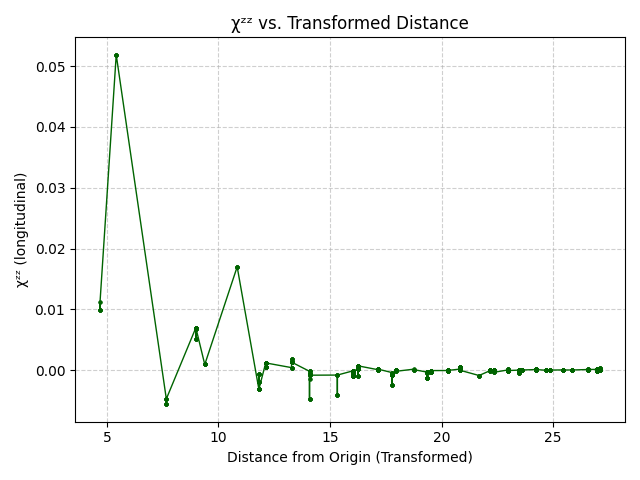 χᶻᶻ vs. Transformed Distance
χᶻᶻ (longitudinal)
0.05
0.04
0.03
0.02
0.01
0.00
5 10 15 20 25
Distance from Origin (Transformed)